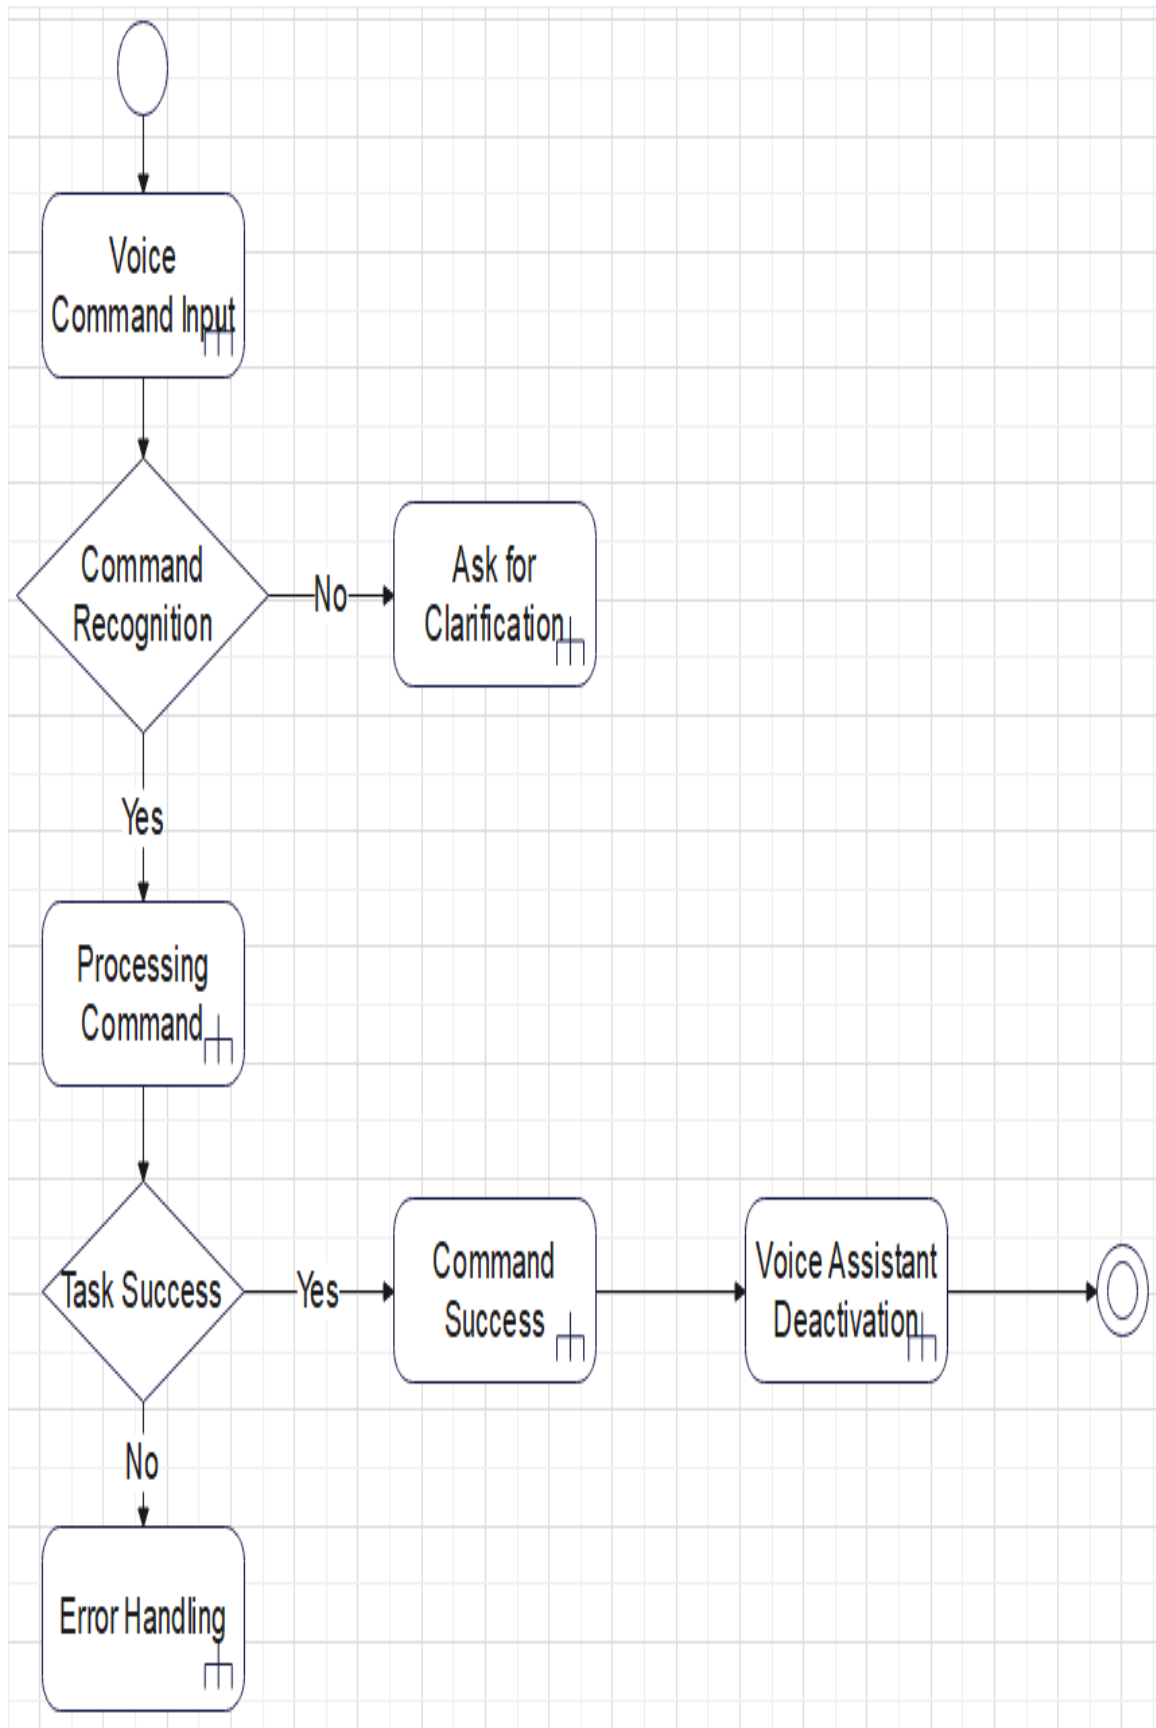 Voice
Command Input
Command
Recognition
No
Ask for
Clarification
Yes
Processing
Command
Task Success
Yes
Command
Success
Voice Assistant
Deactivation
No
Error Handling